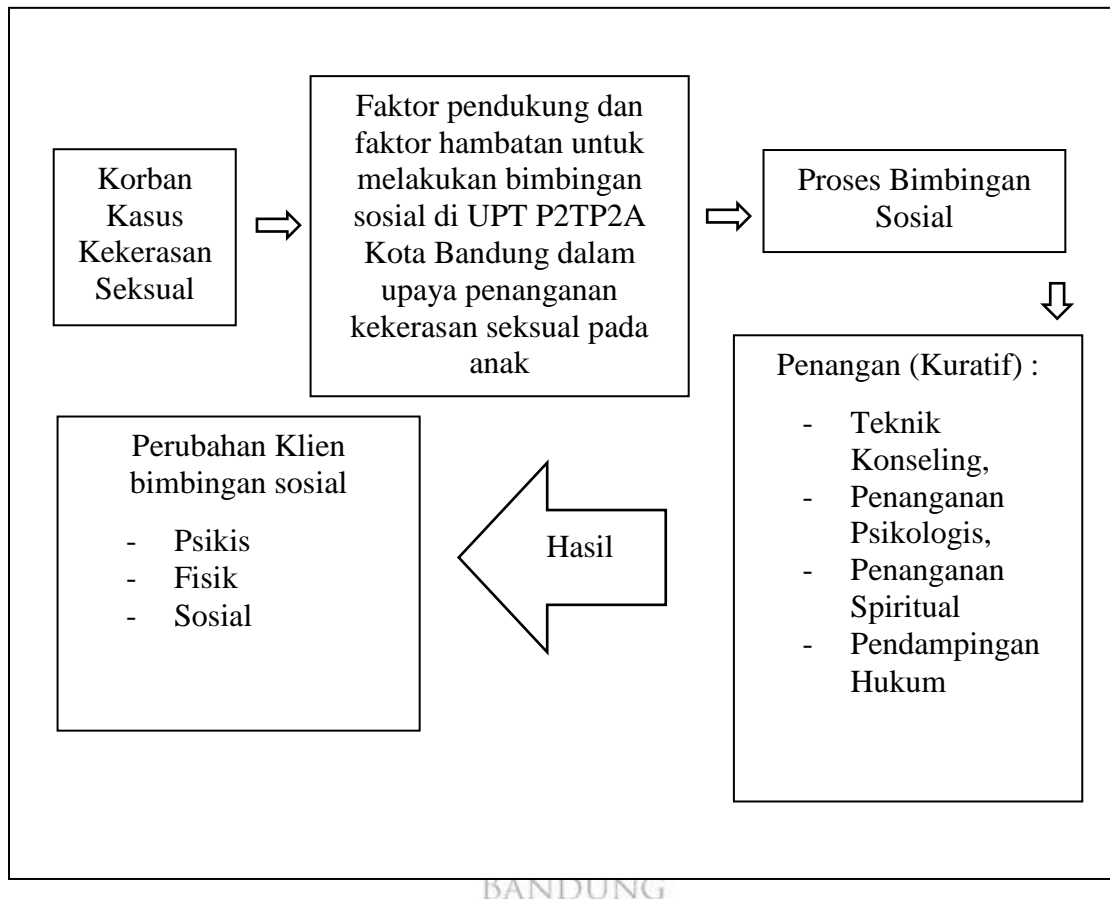 Korban
Kasus
Kekerasan
Seksual
Faktor pendukung dan
faktor hambatan untuk
melakukan bimbingan
sosial di UPT P2TP2A
Kota Bandung dalam
upaya penanganan
kekerasan seksual pada
anak
Proses Bimbingan
Sosial
Penangan (Kuratif) :
- Teknik
Konseling,
- Penanganan
Psikologis,
- Penanganan
Spiritual
- Pendampingan
Hukum
Hasil
Perubahan Klien
bimbingan sosial
- Psikis
- Fisik
- Sosial
BANDUNG